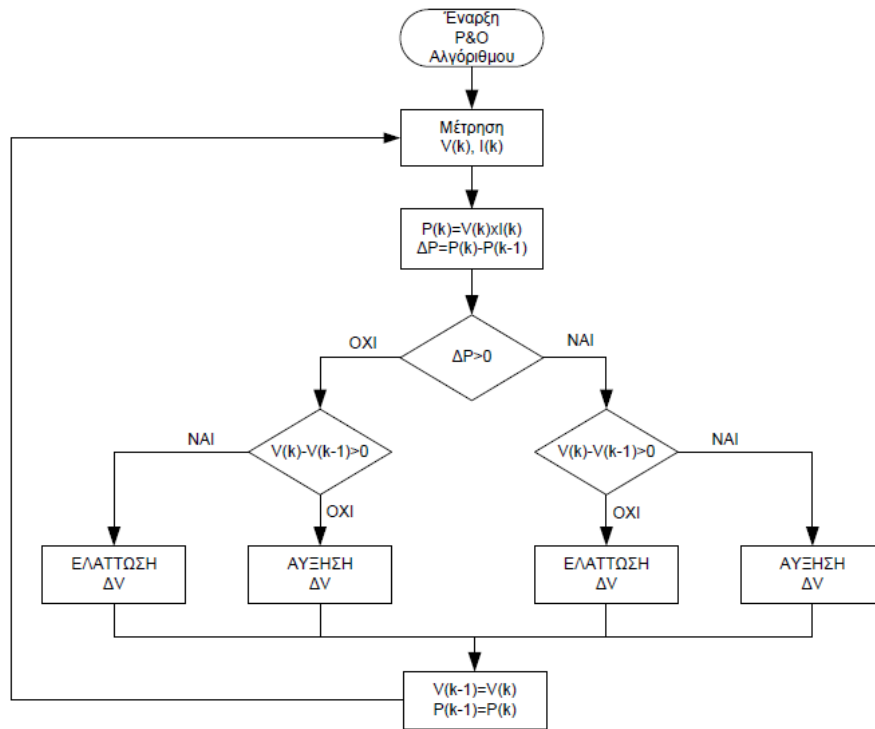 Έναρξη
P&O
Αλγόριθμου
Μέτρηση
V(k), I(k)
P(k)=V(k)xI(k)
ΔP=P(k)-P(k-1)
ΟΧΙ
ΔP>0
ΝΑΙ
ΝΑΙ
V(k)-V(k-1)>0
ΟΧΙ
V(k)-V(k-1)>0
ΝΑΙ
ΟΧΙ
ΕΛΑΤΤΩΣΗ
ΔV
ΑΥΞΗΣΗ
ΔV
ΕΛΑΤΤΩΣΗ
ΔV
ΑΥΞΗΣΗ
ΔV
V(k-1)=V(k)
P(k-1)=P(k)